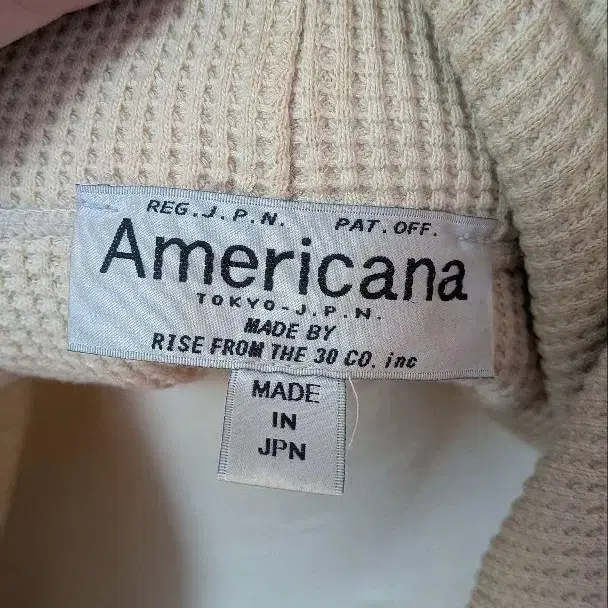 REG.J.P.N. PAT.OFF.
Americana
TOKYO-J.P.N.
MADE BY
RISE FROM THE 30 CO. inc
MADE
IN
JPN